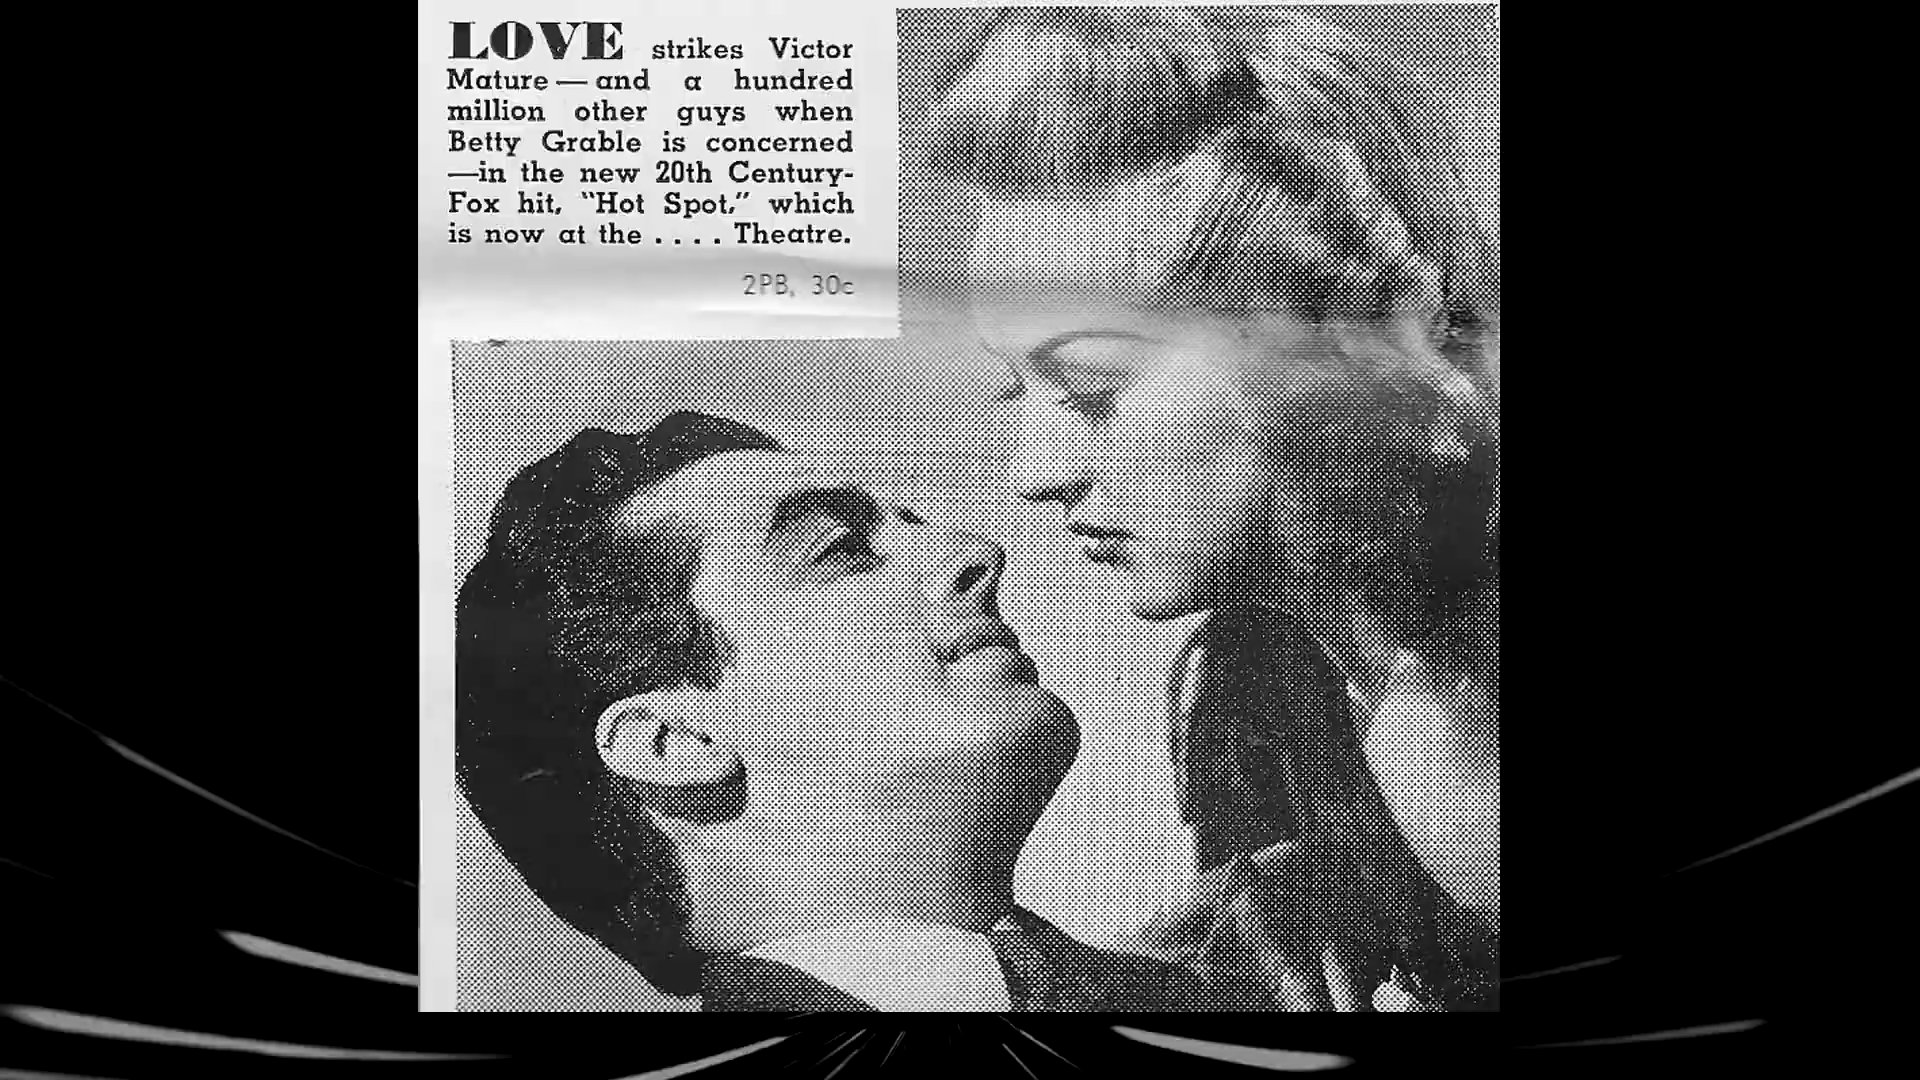 LOVE strikes Victor
Mature — and a hundred
million other guys when
Betty Grable is concerned
—in the new 20th Century-
Fox hit, "Hot Spot," which
is now at the . . . . Theatre.
2PB, 30c